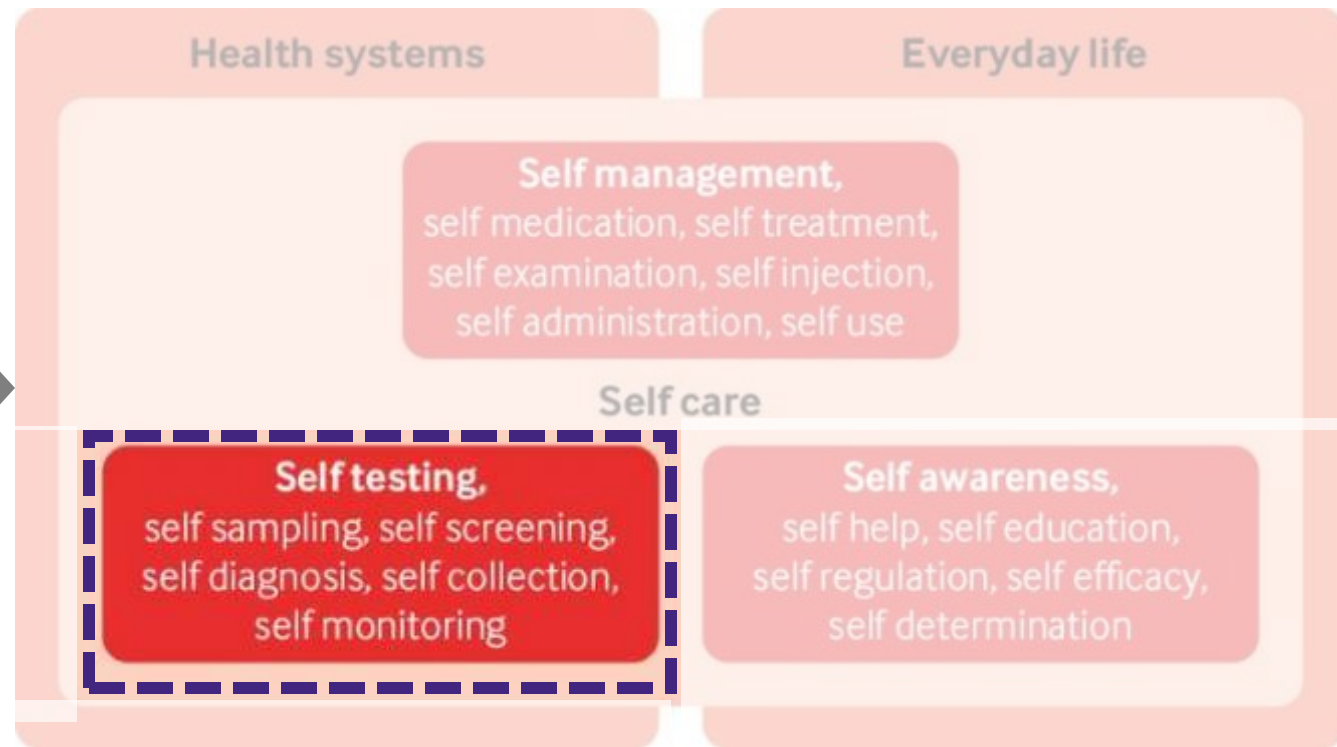 Health systems
Everyday life
Self management,
self medication, self treatment,
self examination, self injection,
self administration, self use
Self care
Self testing,
self sampling, self screening,
self diagnosis, self collection,
self monitoring
Self awareness,
self help, self education,
self regulation, self efficacy,
self determination